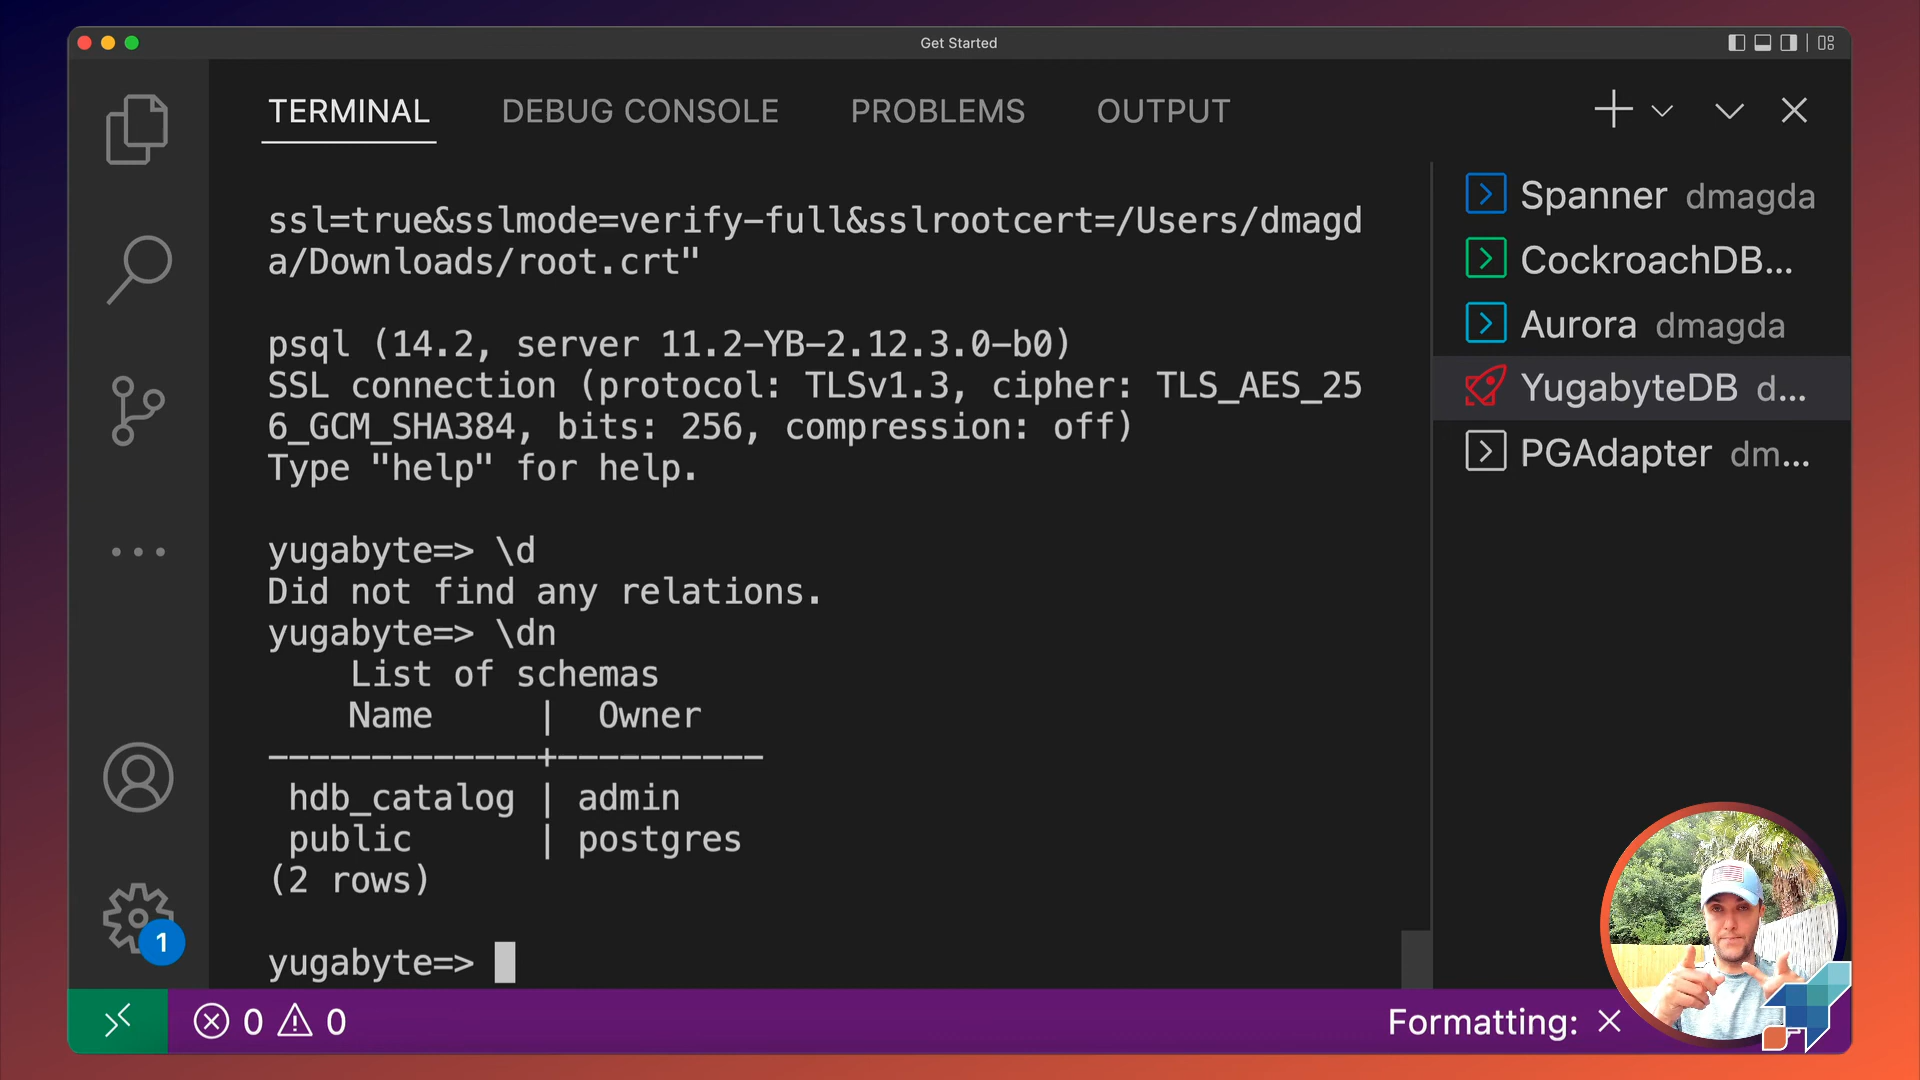 Get Started
TERMINAL DEBUG CONSOLE PROBLEMS OUTPUT
ssl=true&sslmode=verify-full&sslrootcert=/Users/dmagd
a/Downloads/root.crt"
psql (14.2, server 11.2-YB-2.12.3.0-b0)
SSL connection (protocol: TLSv1.3, cipher: TLS_AES_25
6_GCM_SHA384, bits: 256, compression: off)
Type "help" for help.
yugabyte=> \d
Did not find any relations.
yugabyte=> \dn
List of schemas
Name | Owner
-------------+----------
hdb_catalog | admin
public | postgres
(2 rows)
yugabyte=>
Spanner dmagda
CockroachDB...
Aurora dmagda
YugabyteDB d...
PGAdapter dm...
1
0 0
Formatting: ×